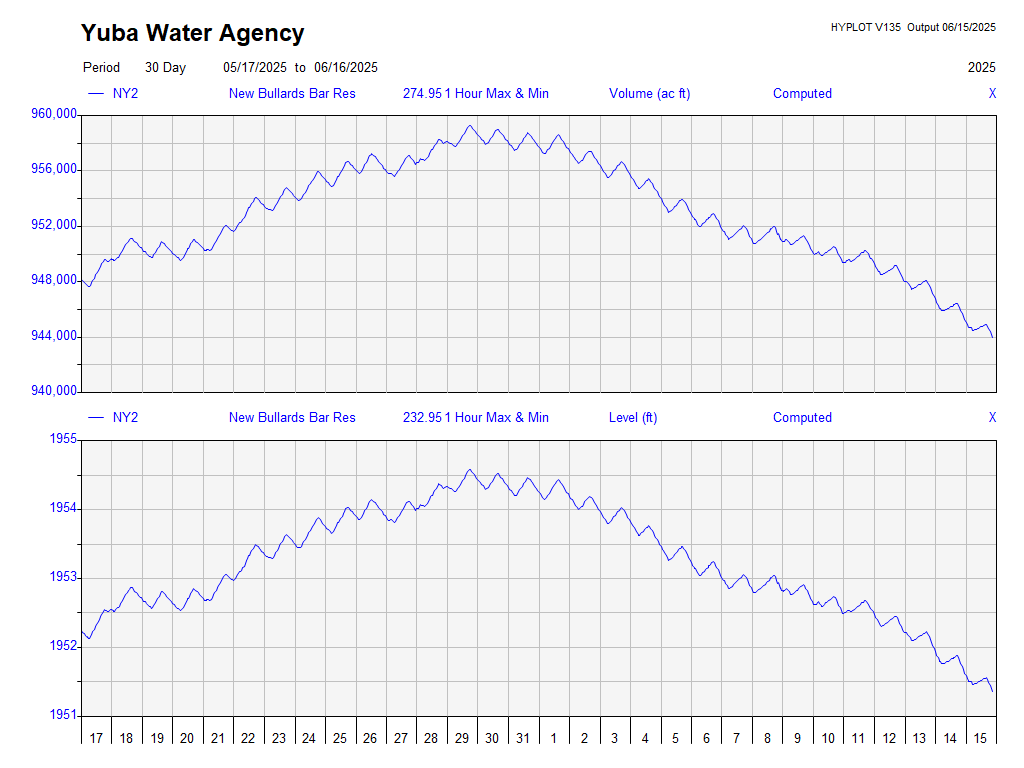 Yuba Water Agency
HYPLOT V135 Output 06/15/2025
Period 30 Day 05/17/2025 to 06/16/2025 2025
NY2 New Bullards Bar Res 274.95 1 Hour Max & Min Volume (ac ft) Computed X
960,000
956,000
952,000
948,000
944,000
940,000
NY2 New Bullards Bar Res 232.95 1 Hour Max & Min Level (ft) Computed X
1955
1954
1953
1952
1951
17 18 19 20 21 22 23 24 25 26 27 28 29 30 31 1 2 3 4 5 6 7 8 9 10 11 12 13 14 15